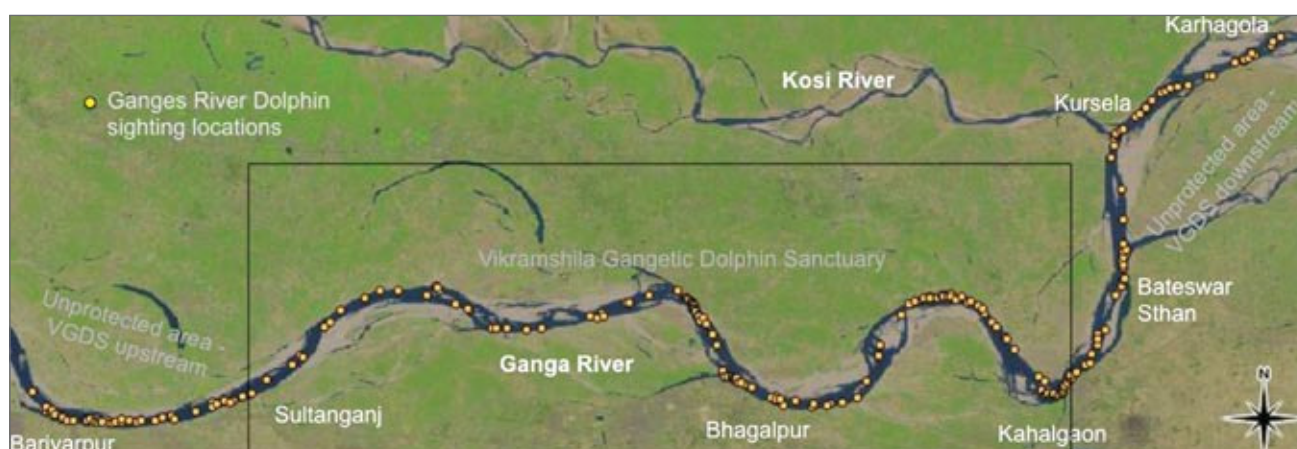 Karhagola
Kosi River
Kursela
Ganges River Dolphin
sighting locations
Unprotected area -
VGDS downstream
Vikramshila Gangetic Dolphin Sanctuary
Unprotected area -
VGDS upstream
Bateswar
Sthan
Ganga River
N
Sultanganj
Bhagalpur
Kahalgaon
Bariyarpur